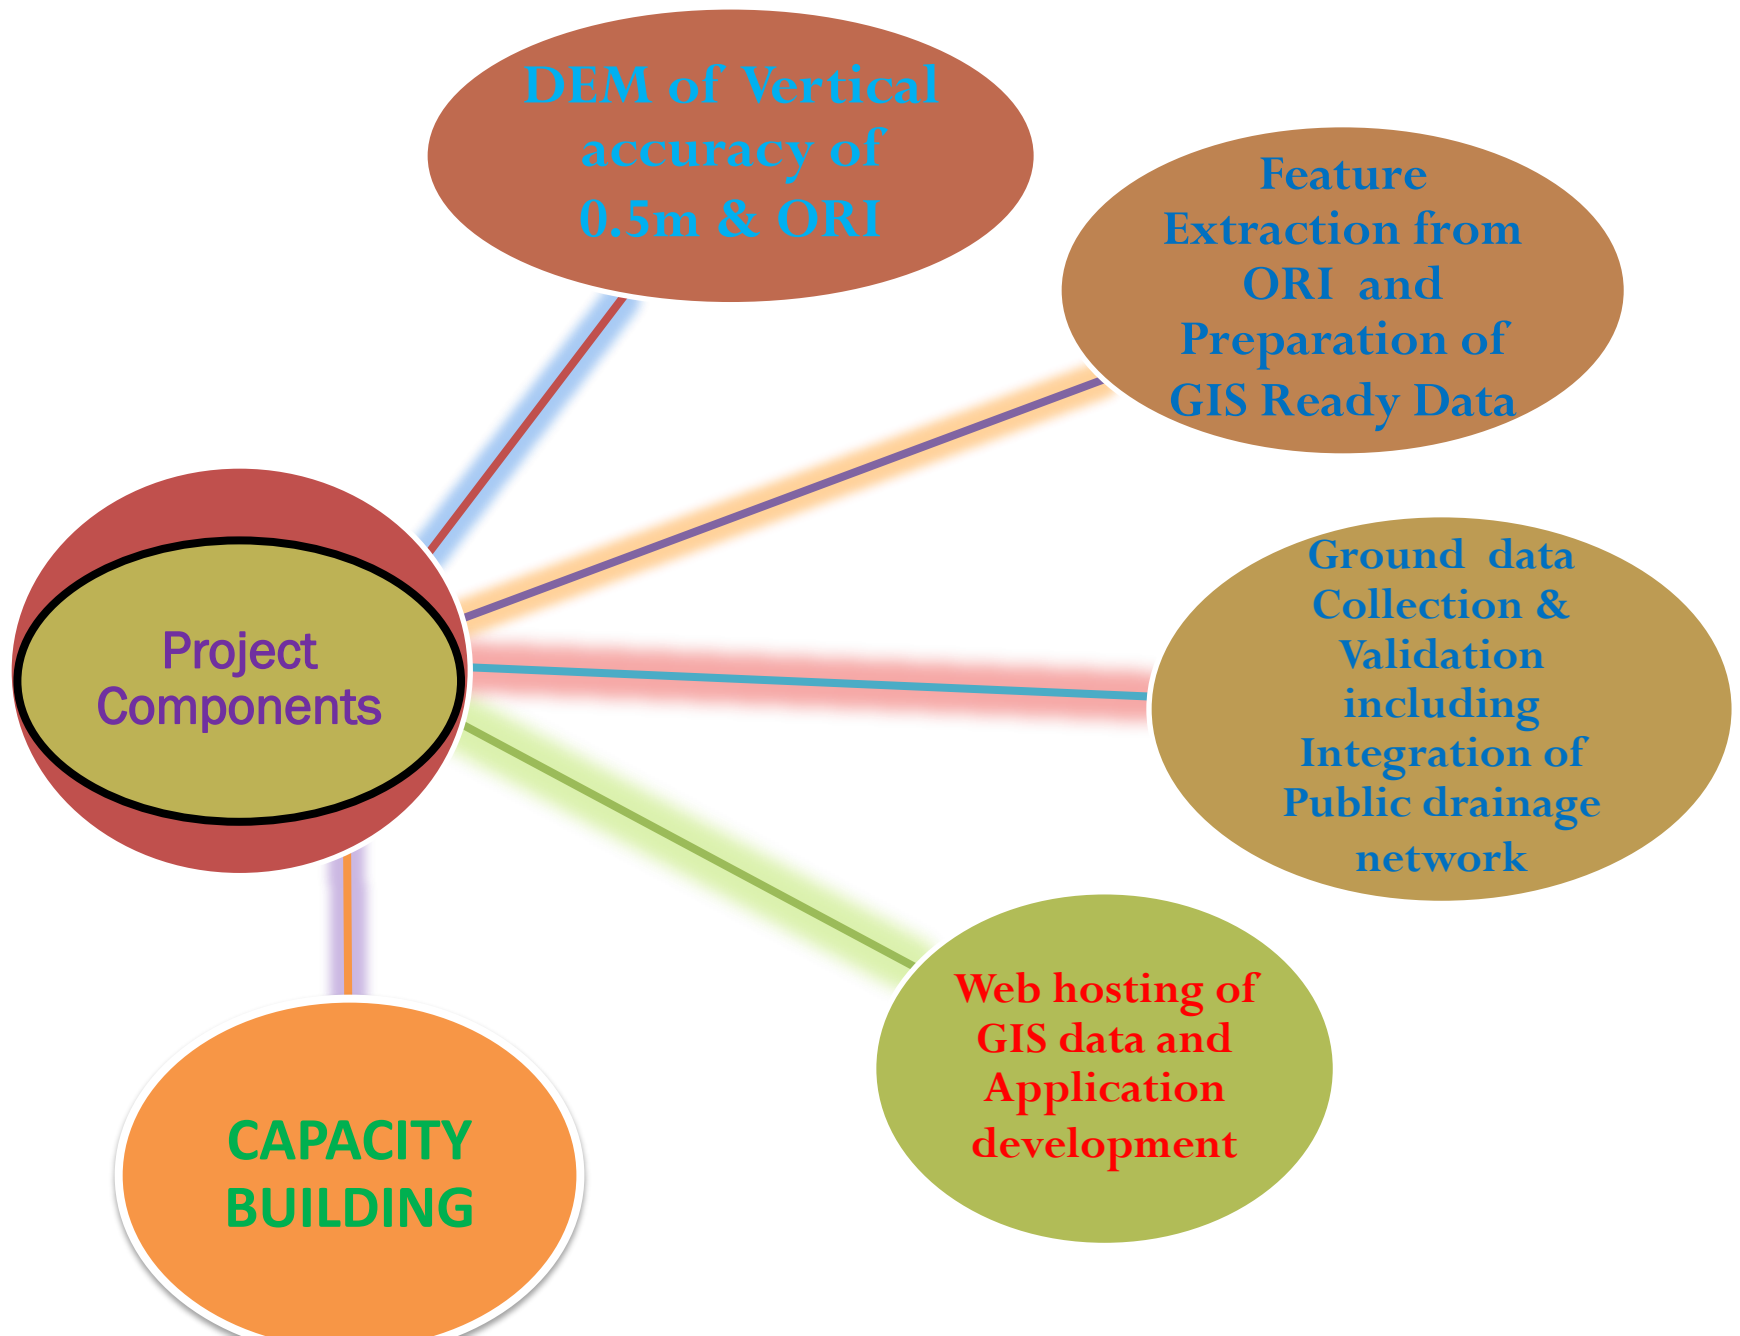 DEM of Vertical
accuracy of
0.5m & ORI
Feature
Extraction from
ORI and
Preparation of
GIS Ready Data
Ground data
Collection &
Validation
including
Integration of
Public drainage
network
Project
Components
Web hosting of
GIS data and
Application
development
CAPACITY
BUILDING